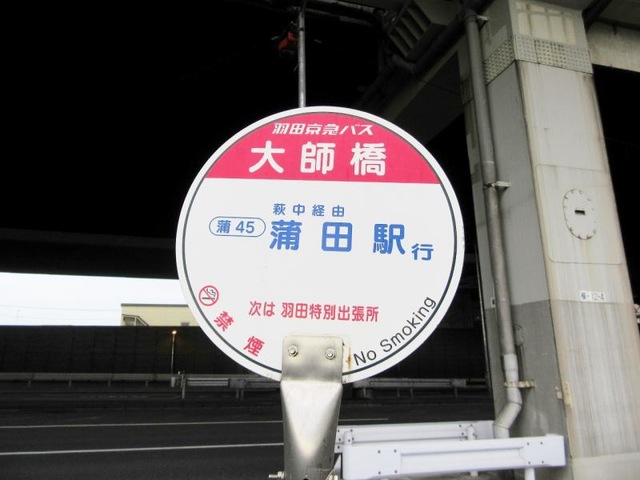 羽田京急バス
大師橋
萩中経由
蒲45 蒲田駅行
次は 羽田特別出張所
禁煙
No Smoking